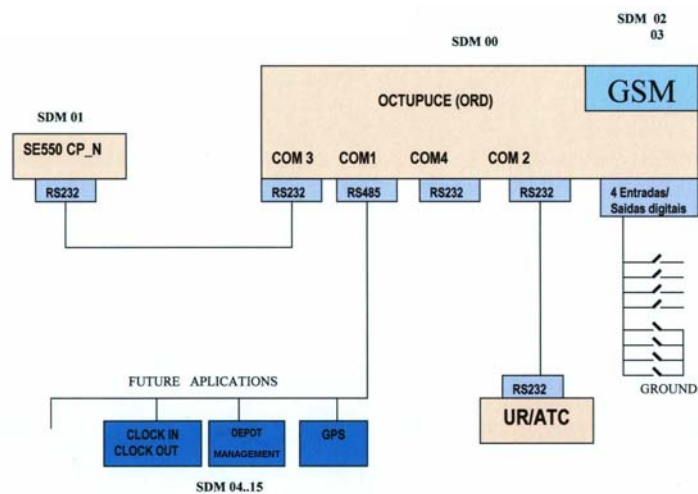 SDM 02
03
SDM 00
OCTUPUCE (ORD)
GSM
SDM 01
SE550 CP_N
RS232
COM 3
COM1
COM4
COM 2
RS232
RS485
RS232
RS232
4 Entradas/
Saidas digitais
FUTURE APLICATIONS
RS232
GROUND
UR/ATC
CLOCK IN
CLOCK OUT
DEPOT
MANAGEMENT
GPS
SDM 04..15